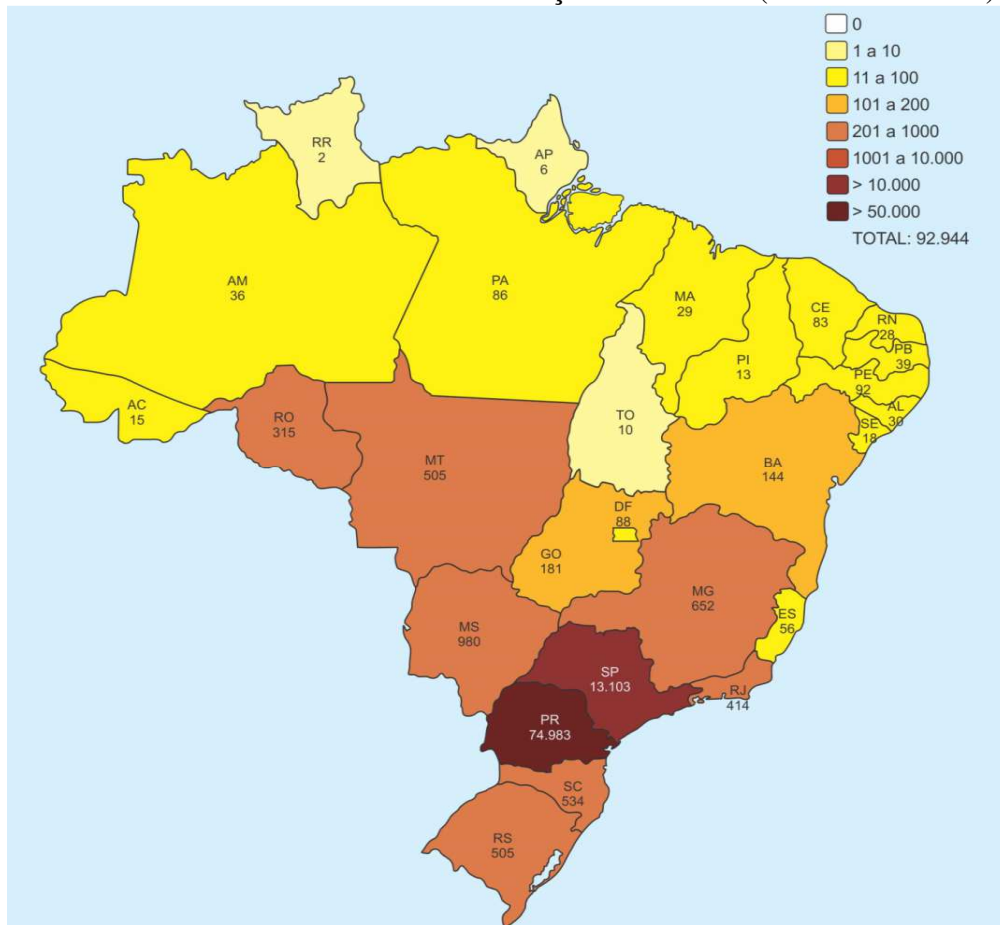 0
1 a 10
11 a 100
101 a 200
201 a 1000
1001 a 10.000
> 10.000
> 50.000
TOTAL: 92.944
RR
2
AP
6
AM
36
PA
86
MA
29
CE
83
RN
28
PB
39
PI
13
PE
92
AL
30
SE
18
AC
15
RO
315
TO
10
MT
505
BA
144
DF
88
GO
181
MG
652
ES
56
MS
980
SP
13.103
RJ
414
PR
74.983
SC
534
RS
505